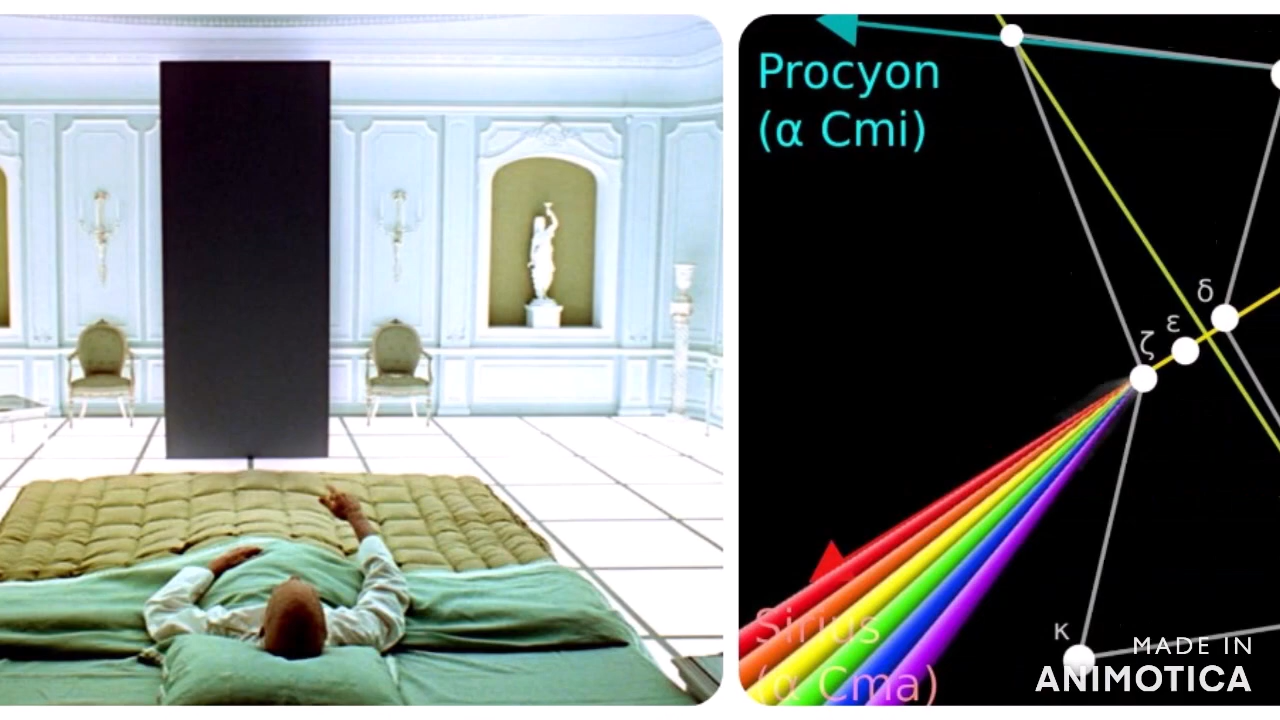 Procyon
(α Cmi)
δ
ε
ζ
Sirius
(α Cma)
κ
MADE IN
ANIMOTICA